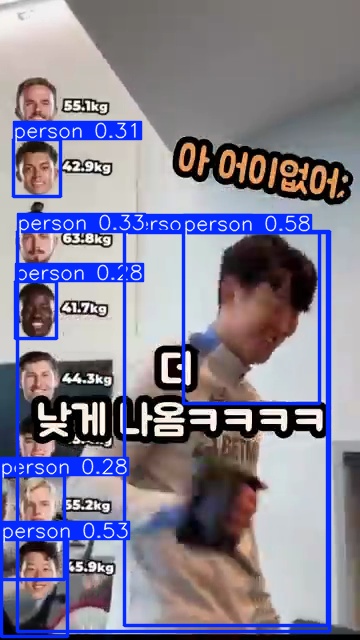 55.1kg
person 0.31
42.9kg
아 어이없어;
person 0.33
person 0.58
63.8kg
person 0.28
41.7kg
44.3kg
더
낮게 나옴ㅋㅋㅋㅋ
person 0.28
55.2kg
person 0.53
45.9kg